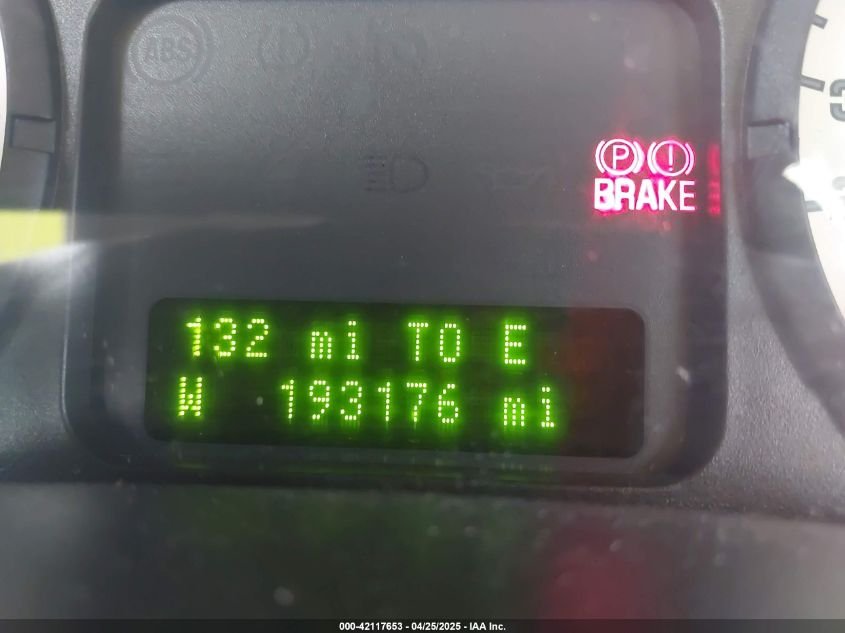 ABS
P !
BRAKE
132 mi TO E
W 193176 mi
000-42117653 - 04/25/2025 - IAA Inc.